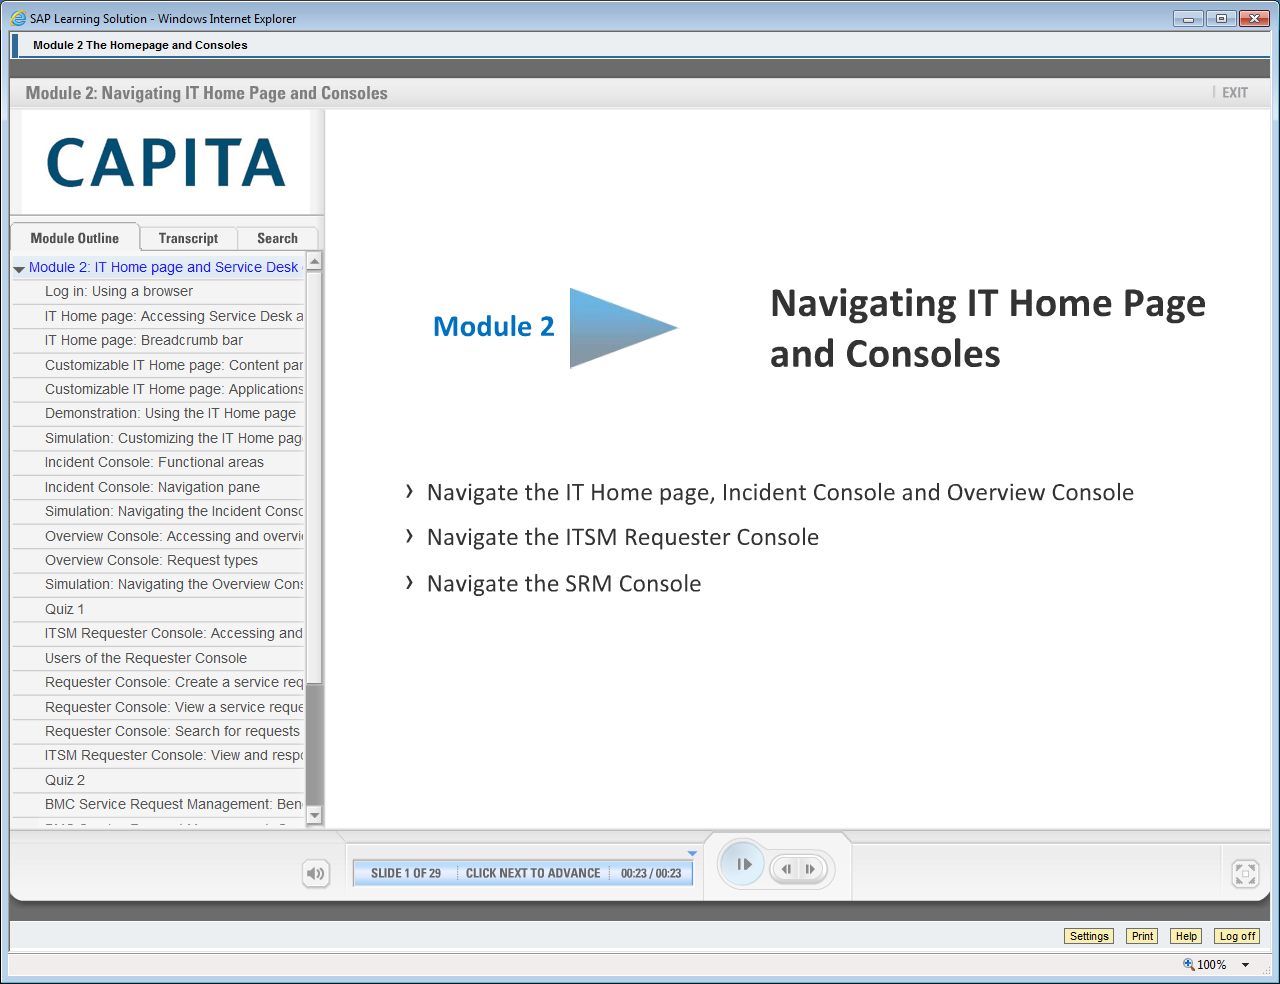 SAP Learning Solution - Windows Internet Explorer
Module 2 The Homepage and Consoles
Module 2: Navigating IT Home Page and Consoles
EXIT
CAPITA
Module Outline
Transcript
Search
Module 2: IT Home page and Service Desk
Log in: Using a browser
IT Home page: Accessing Service Desk a
IT Home page: Breadcrumb bar
Customizable IT Home page: Content pan
Customizable IT Home page: Applications
Demonstration: Using the IT Home page
Simulation: Customizing the IT Home pag
Incident Console: Functional areas
Incident Console: Navigation pane
Simulation: Navigating the Incident Conso
Overview Console: Accessing and overvi
Overview Console: Request types
Simulation: Navigating the Overview Cons
Quiz 1
ITSM Requester Console: Accessing and
Users of the Requester Console
Requester Console: Create a service req
Requester Console: View a service reque
Requester Console: Search for requests
ITSM Requester Console: View and respo
Quiz 2
BMC Service Request Management: Ben
Module 2
Navigating IT Home Page
and Consoles
› Navigate the IT Home page, Incident Console and Overview Console
› Navigate the ITSM Requester Console
› Navigate the SRM Console
SLIDE 1 OF 29
CLICK NEXT TO ADVANCE
00:23 / 00:23
Settings
Print
Help
Log off
100%